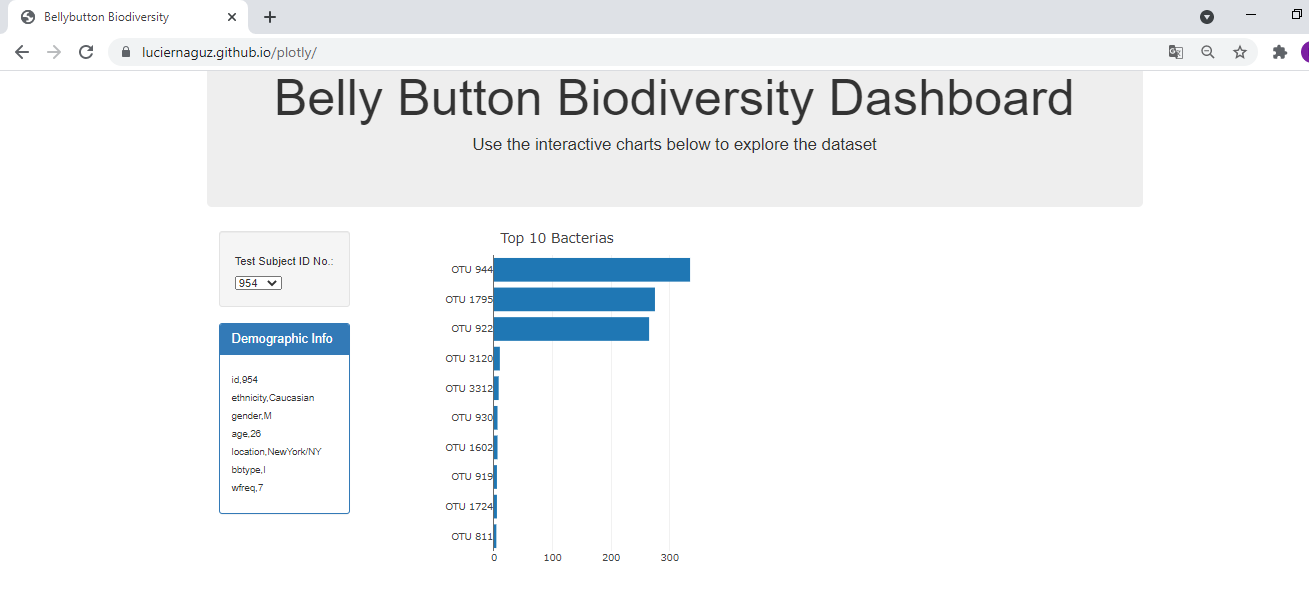 Bellybutton Biodiversity
luciernaguz.github.io/plotly/
Belly Button Biodiversity Dashboard
Use the interactive charts below to explore the dataset
Test Subject ID No.:
954
Demographic Info
id,954
ethnicity,Caucasian
gender,M
age,26
location,NewYork/NY
bbtype,I
wfreq,7
Top 10 Bacterias
OTU 944
OTU 1795
OTU 922
OTU 3120
OTU 3312
OTU 930
OTU 1602
OTU 919
OTU 1724
OTU 811
0 100 200 300